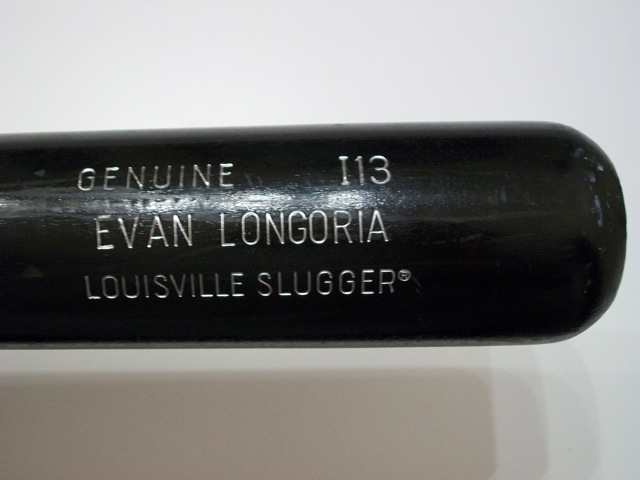 GENUINE I13
EVAN LONGORIA
LOUISVILLE SLUGGER®